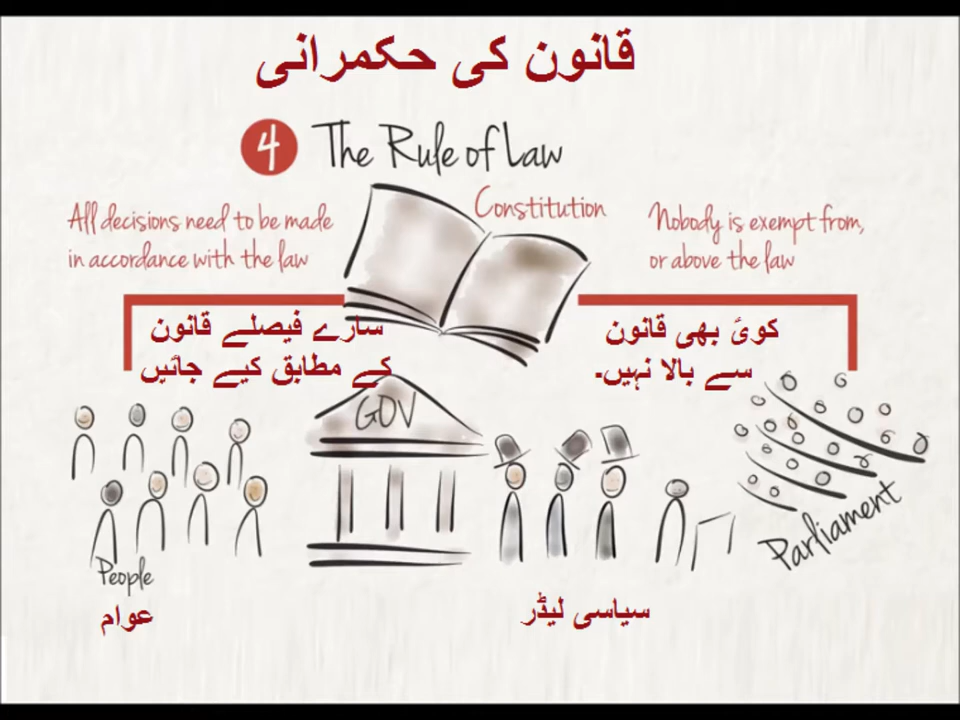 قانون کی حکمرانی
4 The Rule of Law
Constitution
All decisions need to be made
in accordance with the law
Nobody is exempt from,
or above the law
سارے فیصلے قانون
کے مطابق کیے جائیں
کوئ بھی قانون
سے بالا نہیں۔
GOV
Parliament
People
عوام
سیاسی لیڈر